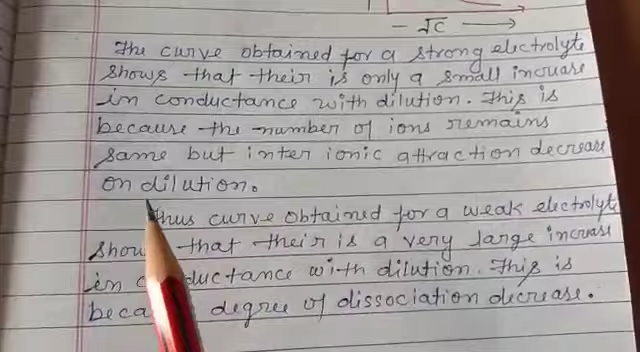 - √C
The curve obtained for a strong electrolyte
shows that their is only a small increase
in conductance with dilution. This is
because the number of ions remains
same but inter ionic attraction decrease
on dilution.
Thus curve obtained for a weak electrolyte
show that their is a very large increase
in conductance with dilution. This is
degree of dissociation decrease.